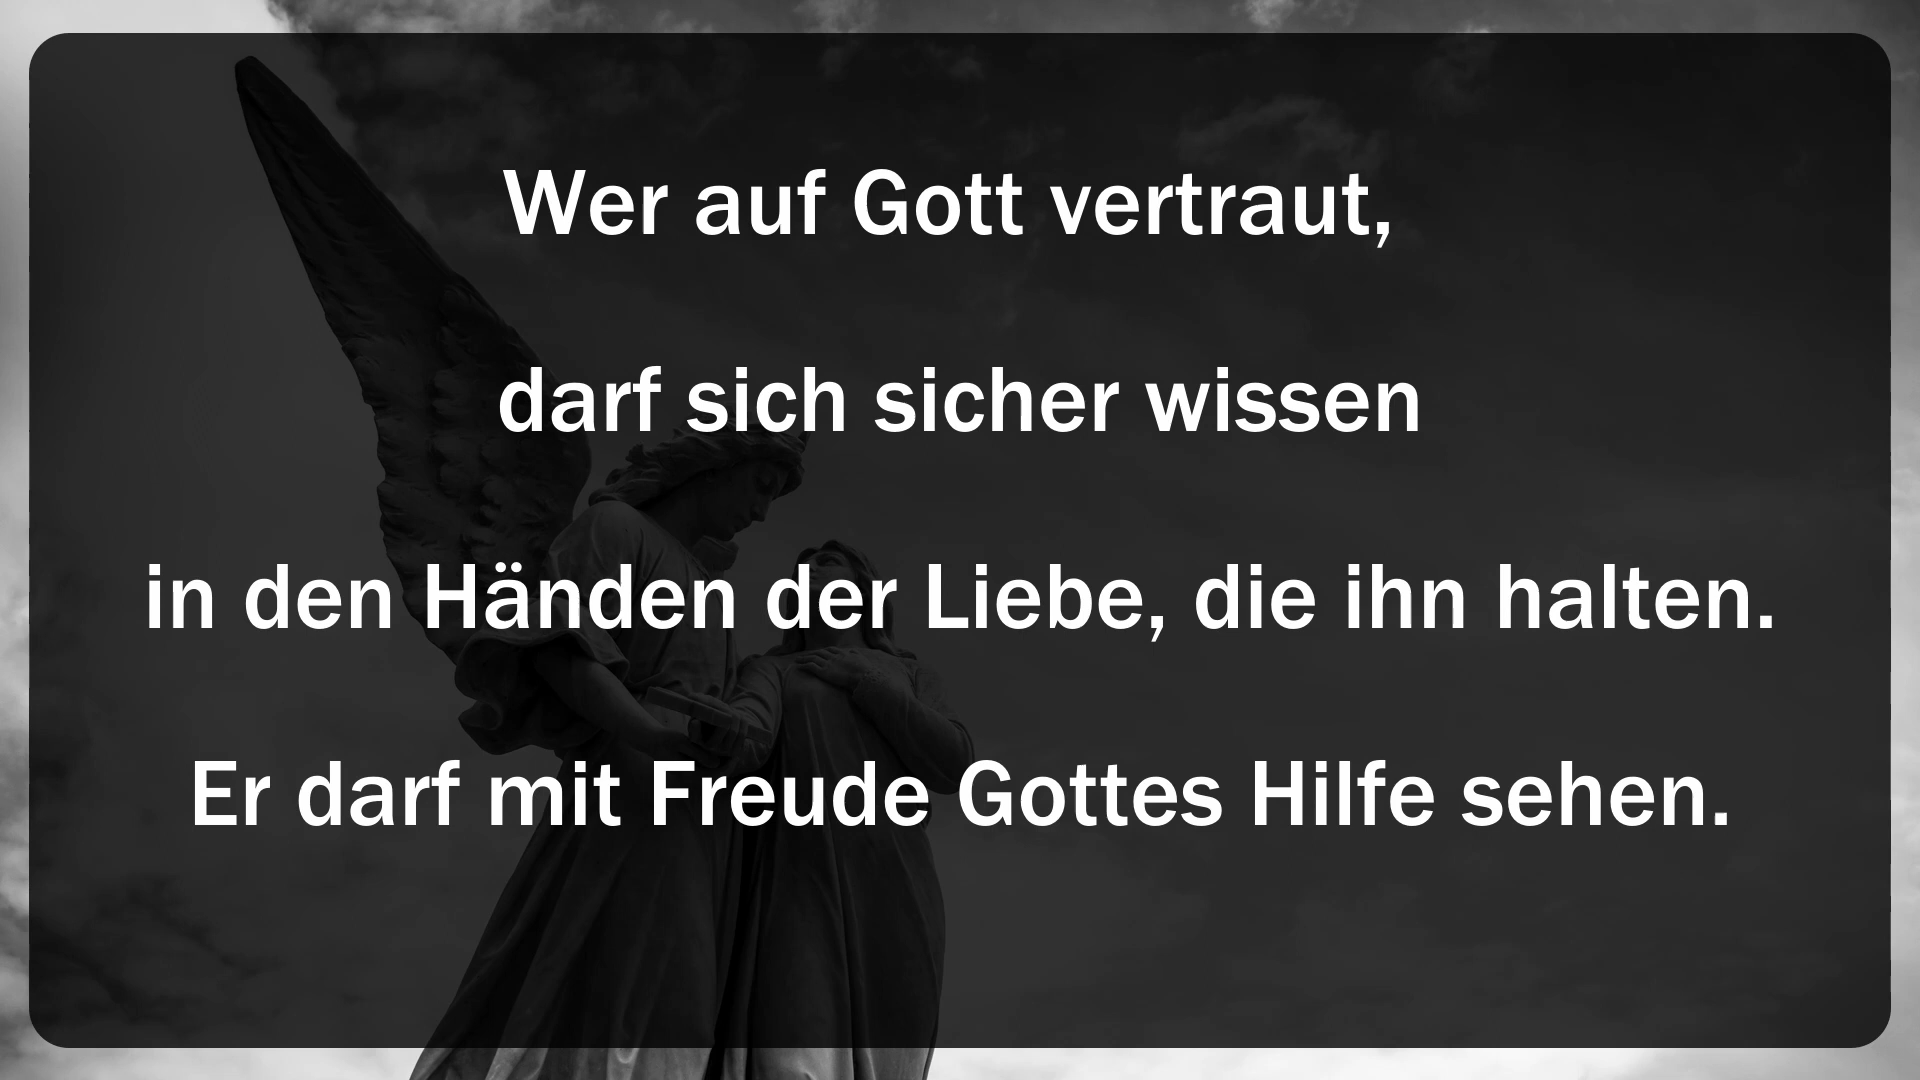 Wer auf Gott vertraut,
darf sich sicher wissen
in den Händen der Liebe, die ihn halten.
Er darf mit Freude Gottes Hilfe sehen.